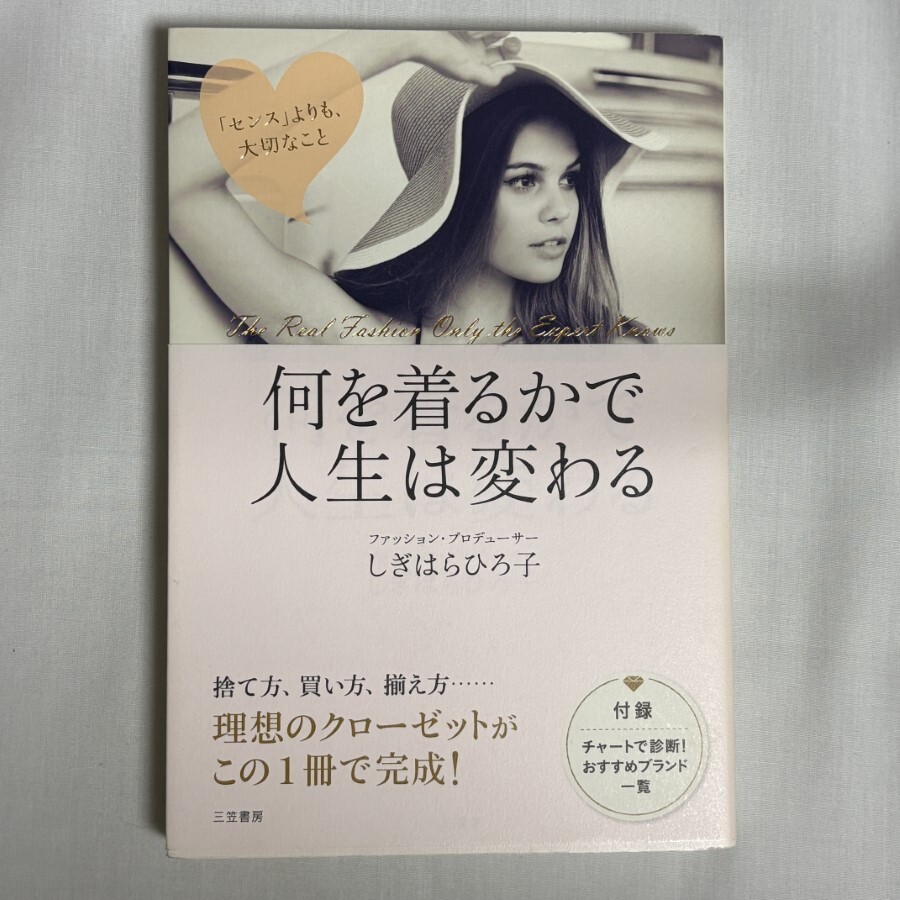 「センス」よりも、
大切なこと
The Real Fashion Only the Expert Knows
何を着るかで
人生は変わる
ファッション・プロデューサー
しぎはらひろ子
捨て方、買い方、揃え方……
理想のクローゼットが
この1冊で完成！
付録
チャートで診断！
おすすめブランド
一覧
三笠書房